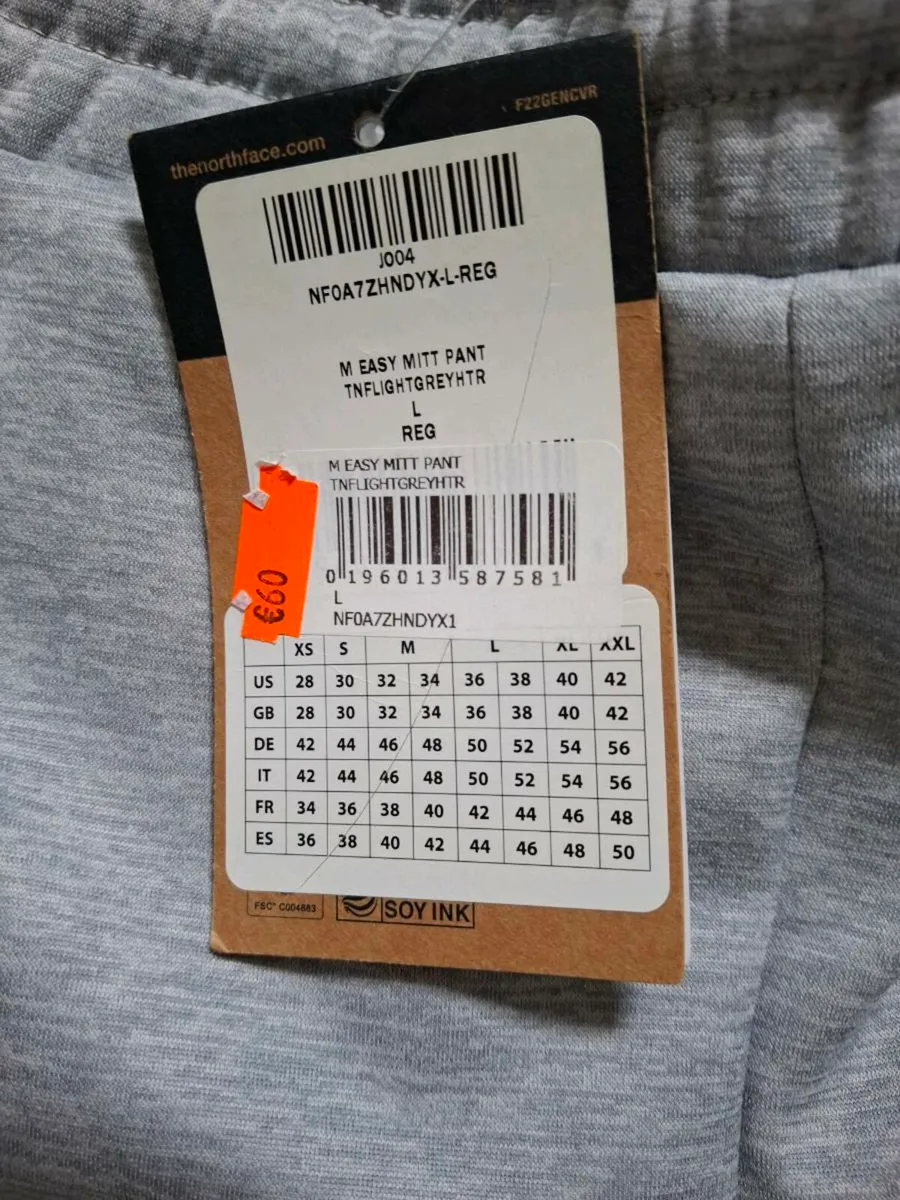 thenorthface.com
F22GENCVR
J004
NF0A7ZHNDYX-L-REG
M EASY MITT PANT
TNFLIGHTGREYHTR
L
REG
M EASY MITT PANT
TNFLIGHTGREYHTR
0 196013 587581
L
NF0A7ZHNDYX1
€60
XS S M L XL XXL
US 28 30 32 34 36 38 40 42
GB 28 30 32 34 36 38 40 42
DE 42 44 46 48 50 52 54 56
IT 42 44 46 48 50 52 54 56
FR 34 36 38 40 42 44 46 48
ES 36 38 40 42 44 46 48 50
FSC® C004883
SOY INK